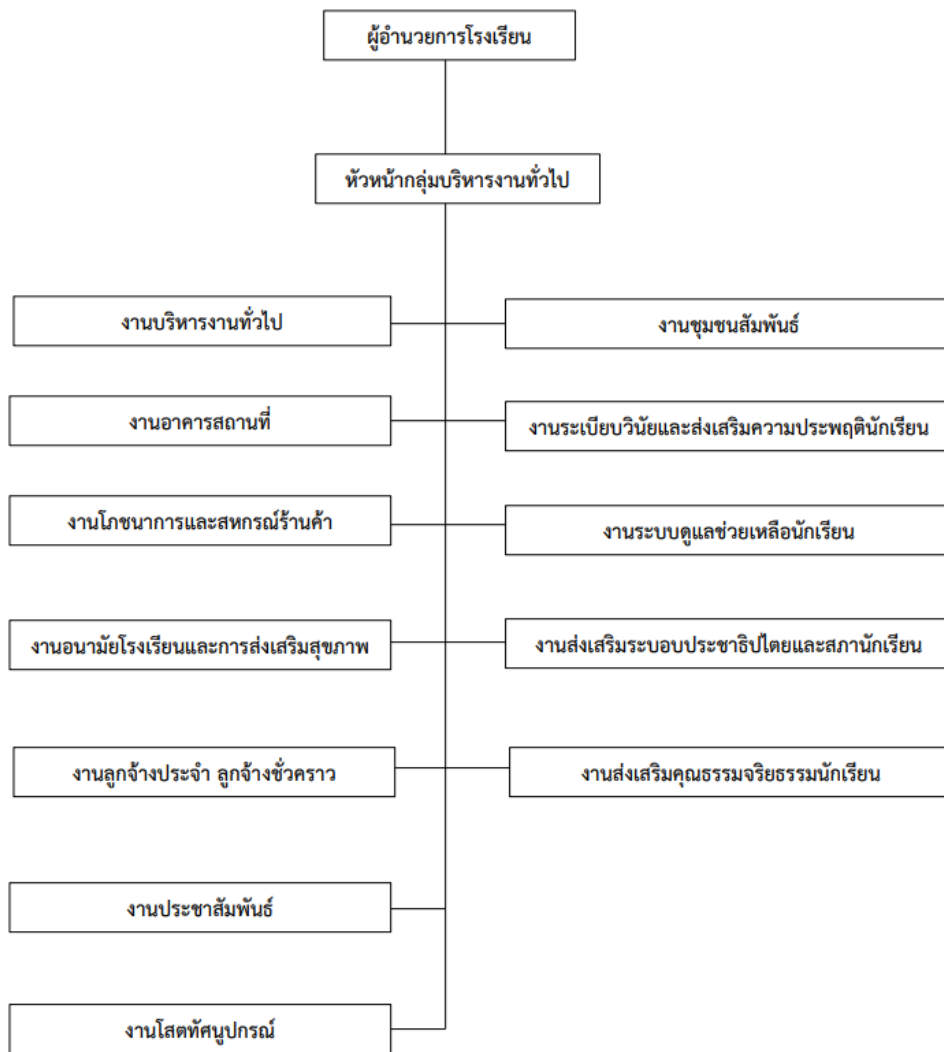 ผู้อำนวยการโรงเรียน
หัวหน้ากลุ่มบริหารงานทั่วไป
งานบริหารงานทั่วไป
งานชุมชนสัมพันธ์
งานอาคารสถานที่
งานระเบียบวินัยและส่งเสริมความประพฤตินักเรียน
งานโภชนาการและสหกรณ์ร้านค้า
งานระบบดูแลช่วยเหลือนักเรียน
งานอนามัยโรงเรียนและการส่งเสริมสุขภาพ
งานส่งเสริมระบอบประชาธิปไตยและสภานักเรียน
งานลูกจ้างประจำ ลูกจ้างชั่วคราว
งานส่งเสริมคุณธรรมจริยธรรมนักเรียน
งานประชาสัมพันธ์
งานโสตทัศนูปกรณ์